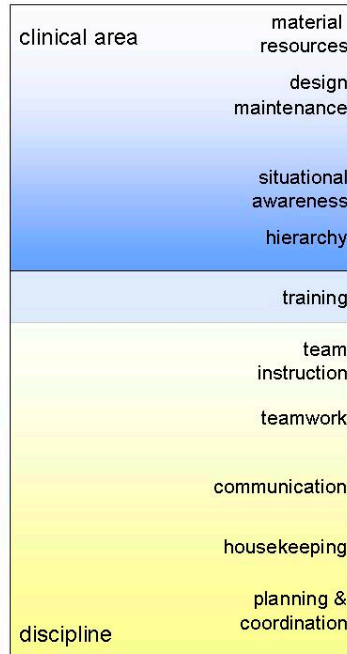 clinical area
material
resources
design
maintenance
situational
awareness
hierarchy
training
team
instruction
teamwork
communication
housekeeping
planning &
coordination
discipline